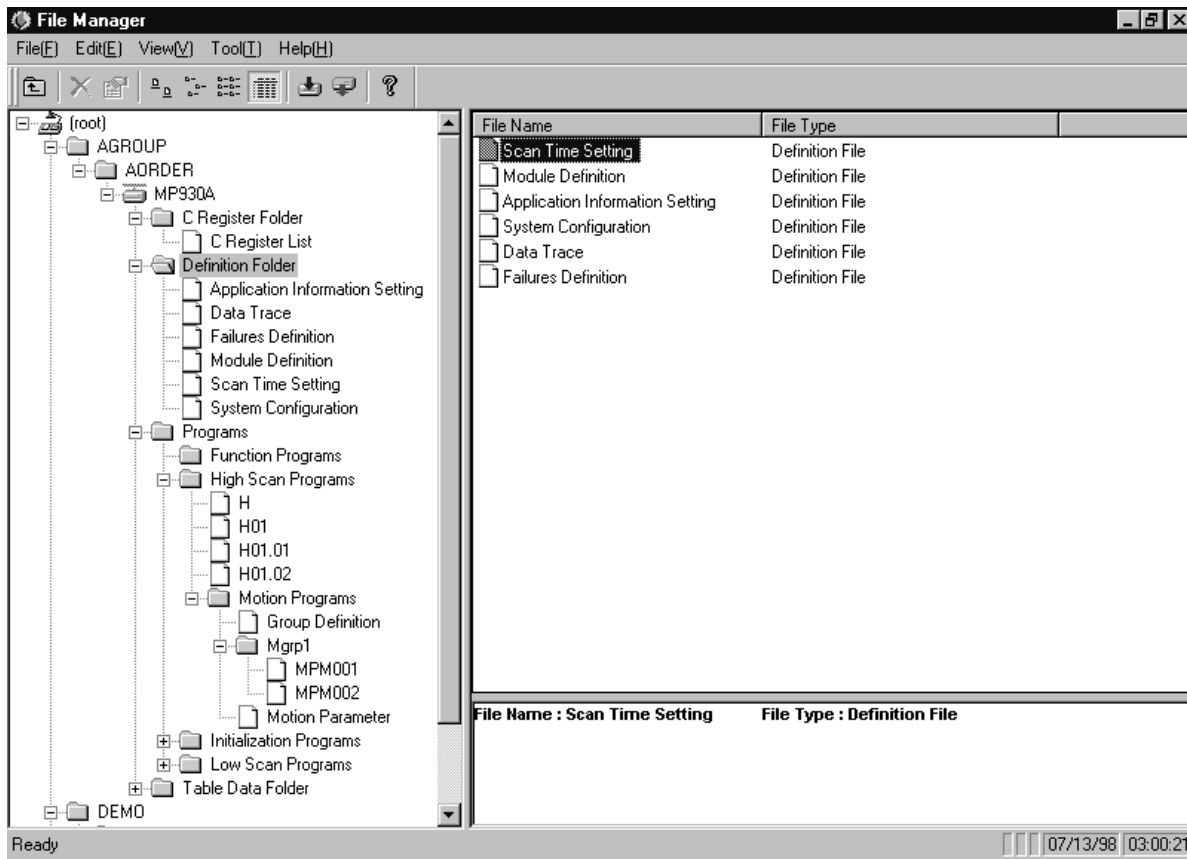 File Manager
File(F) Edit(E) View(V) Tool(T) Help(H)
(root)
AGROUP
AORDER
MP930A
C Register Folder
C Register List
Definition Folder
Application Information Setting
Data Trace
Failures Definition
Module Definition
Scan Time Setting
System Configuration
Programs
Function Programs
High Scan Programs
H
H01
H01.01
H01.02
Motion Programs
Group Definition
Mgrp1
MPM001
MPM002
Motion Parameter
Initialization Programs
Low Scan Programs
Table Data Folder
DEMO
File Name File Type
Scan Time Setting Definition File
Module Definition Definition File
Application Information Setting Definition File
System Configuration Definition File
Data Trace Definition File
Failures Definition Definition File
File Name : Scan Time Setting File Type : Definition File
Ready 07/13/98 03:00:21